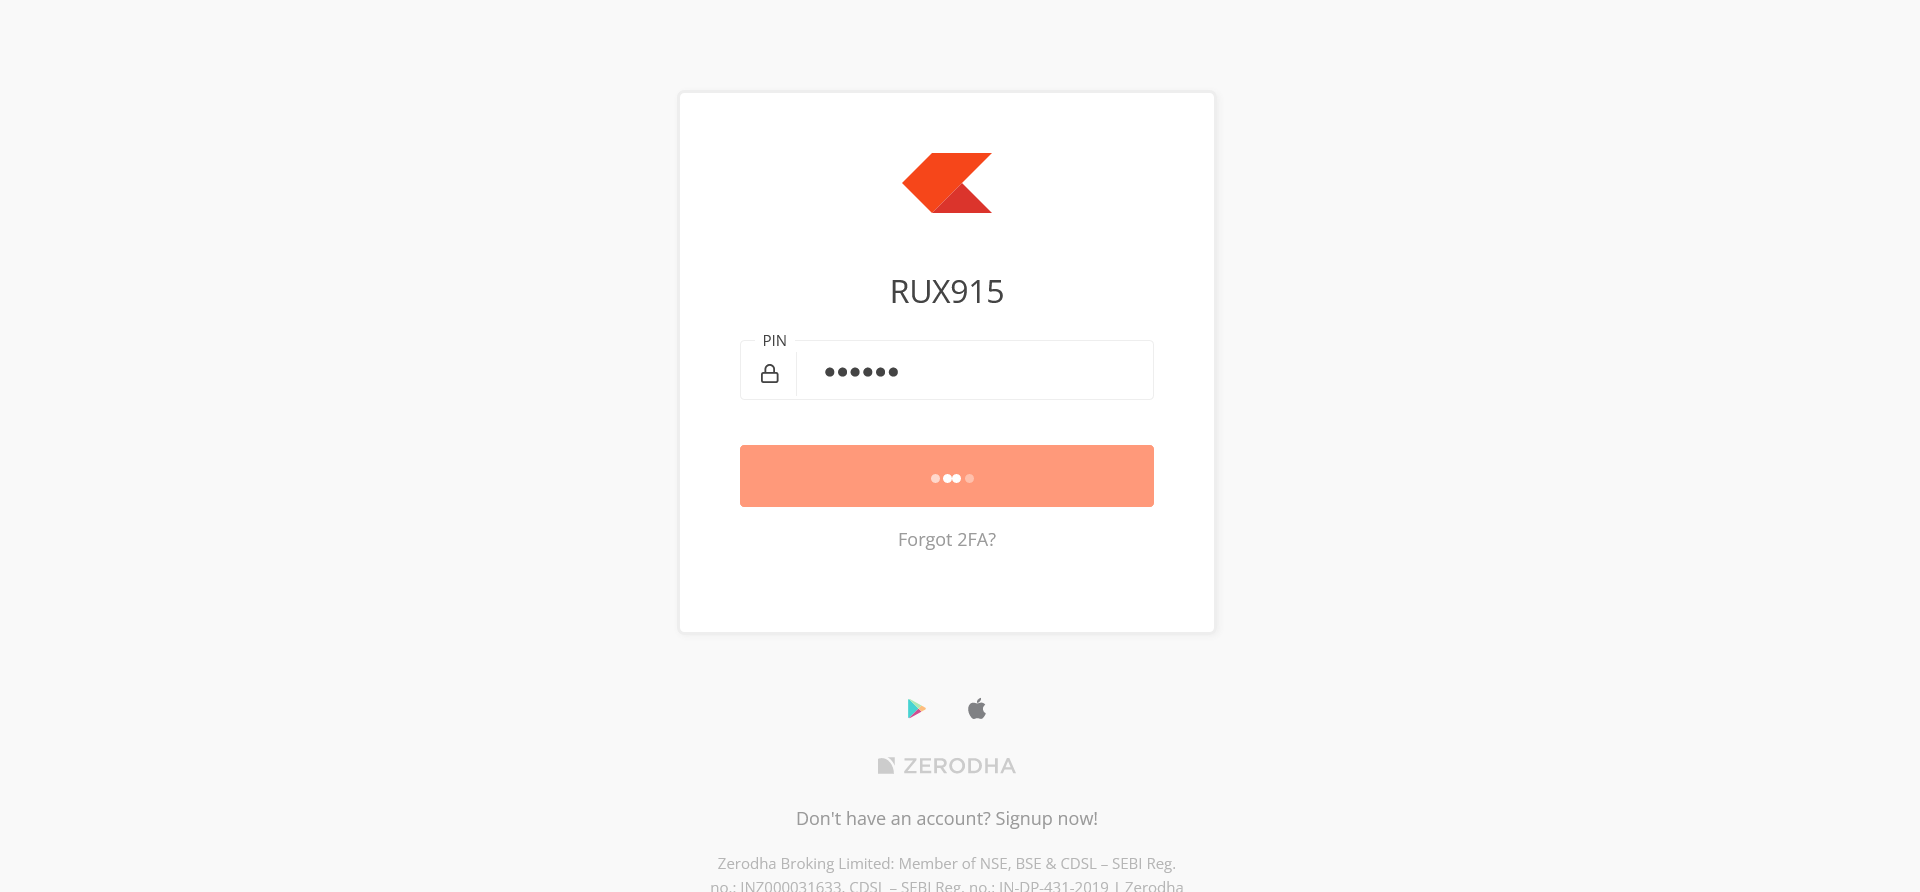 RUX915
PIN
Forgot 2FA?
ZERODHA
Don't have an account? Signup now!
Zerodha Broking Limited: Member of NSE, BSE & CDSL – SEBI Reg.
no.: INZ000031633, CDSL – SEBI Reg. no.: IN-DP-431-2019 | Zerodha